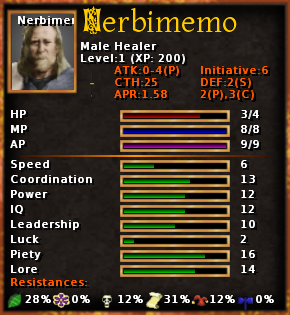 Nerbimer
Nerbimemo
Male Healer
Level:1 (XP: 200)
ATK:0-4(P) Initiative:6
CTH:25 DEF:2(S)
APR:1.58 2(P),3(C)
HP 3/4
MP 8/8
AP 9/9
Speed 6
Coordination 13
Power 12
IQ 12
Leadership 10
Luck 2
Piety 16
Lore 14
Resistances:
28% 0% 12% 31% 12% 0%